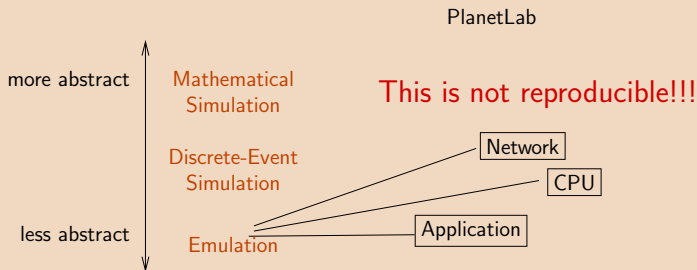 PlanetLab
more abstract
Mathematical
Simulation
This is not reproducible!!!
Discrete-Event
Simulation
Network
CPU
less abstract
Emulation
Application